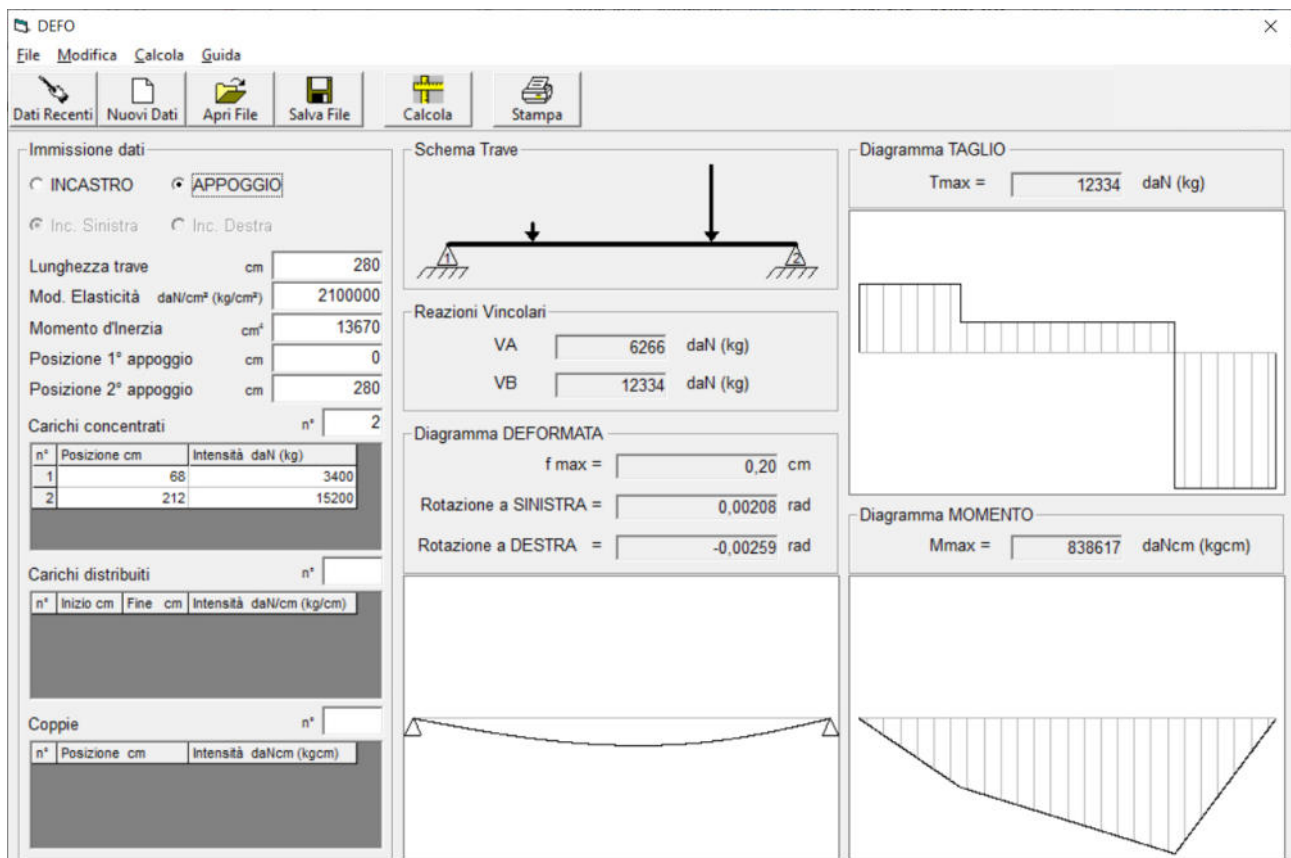 DEFO
File Modifica Calcola Guida
Dati Recenti Nuovi Dati Apri File Salva File Calcola Stampa
Immissione dati
INCASTRO APPOGGIO
Inc. Sinistra Inc. Destra
Lunghezza trave cm 280
Mod. Elasticità daN/cm² (kg/cm²) 2100000
Momento d'Inerzia cm⁴ 13670
Posizione 1° appoggio cm 0
Posizione 2° appoggio cm 280
Carichi concentrati n° 2
n° Posizione cm Intensità daN (kg)
1 68 3400
2 212 15200
Carichi distribuiti n°
n° Inizio cm Fine cm Intensità daN/cm (kg/cm)
Coppie n°
n° Posizione cm Intensità daNcm (kgcm)
Schema Trave
1 2
Reazioni Vincolari
VA 6266 daN (kg)
VB 12334 daN (kg)
Diagramma DEFORMATA
f max = 0,20 cm
Rotazione a SINISTRA = 0,00208 rad
Rotazione a DESTRA = -0,00259 rad
Diagramma TAGLIO
Tmax = 12334 daN (kg)
Diagramma MOMENTO
Mmax = 838617 daNcm (kgcm)